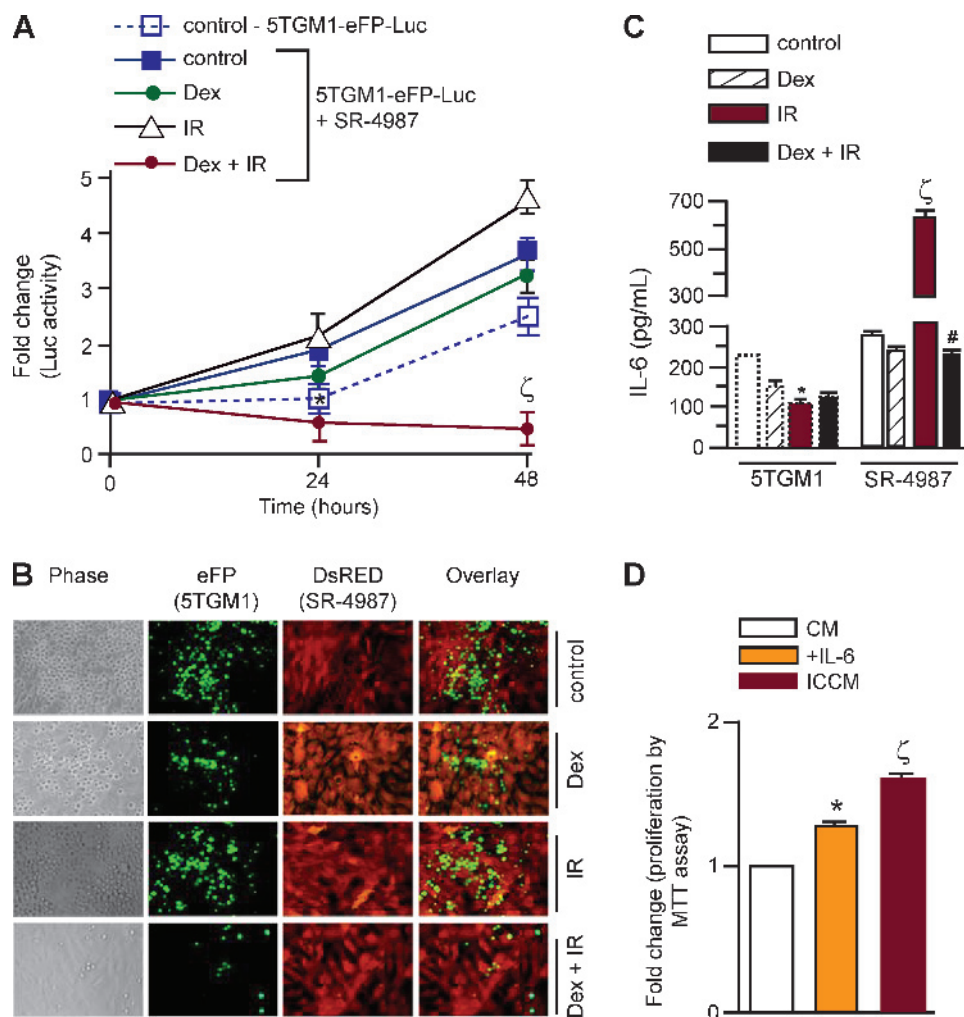 A
control - 5TGM1-eFP-Luc
control
Dex
IR
Dex + IR
5TGM1-eFP-Luc
+ SR-4987
Fold change
(Luc activity)
5
4
3
2
1
0
*
ζ
0
24
48
Time (hours)
C
control
Dex
IR
Dex + IR
IL-6 (pg/mL)
700
500
300
300
200
100
0
*
ζ
#
5TGM1
SR-4987
B
Phase
eFP
(5TGM1)
DsRED
(SR-4987)
Overlay
control
Dex
IR
Dex + IR
D
CM
+IL-6
ICCM
Fold change (proliferation by
MTT assay)
2
1
0
*
ζ